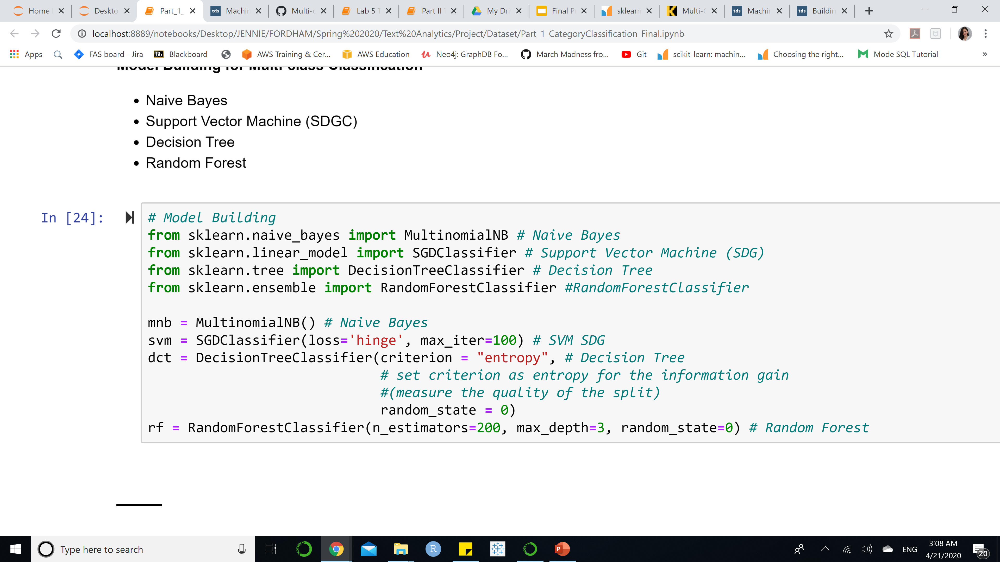 Home
Deskto
Part_1_
tds Machin
Multi-c
Lab 5 T
Part II
My Dri
Final P
sklearn
K Multi-C
tds Machin
tds Buildin
localhost:8889/notebooks/Desktop/JENNIE/FORDHAM/Spring%202020/Text%20Analytics/Project/Dataset/Part_1_CategoryClassification_Final.ipynb
Apps
FAS board - Jira
Bb Blackboard
AWS Training & Cer...
AWS Education
Neo4j: GraphDB Fo...
March Madness fro...
Git
scikit-learn: machin...
Choosing the right...
Mode SQL Tutorial
»
Model Building for Multi-class Classification
• Naive Bayes
• Support Vector Machine (SDGC)
• Decision Tree
• Random Forest
In [24]:
# Model Building
from sklearn.naive_bayes import MultinomialNB # Naive Bayes
from sklearn.linear_model import SGDClassifier # Support Vector Machine (SDG)
from sklearn.tree import DecisionTreeClassifier # Decision Tree
from sklearn.ensemble import RandomForestClassifier #RandomForestClassifier
mnb = MultinomialNB() # Naive Bayes
svm = SGDClassifier(loss='hinge', max_iter=100) # SVM SDG
dct = DecisionTreeClassifier(criterion = "entropy", # Decision Tree
# set criterion as entropy for the information gain
#(measure the quality of the split)
random_state = 0)
rf = RandomForestClassifier(n_estimators=200, max_depth=3, random_state=0) # Random Forest
Type here to search
R
P
ENG
3:08 AM
4/21/2020
20